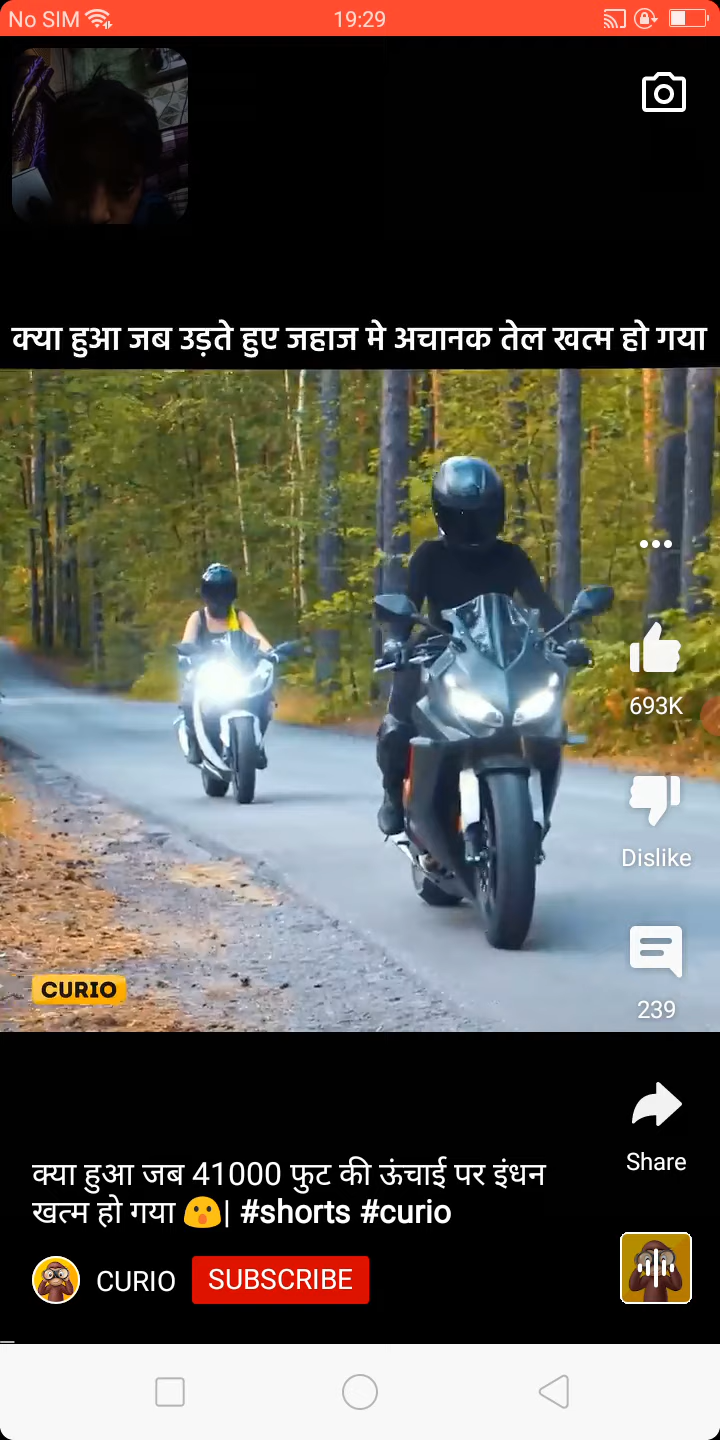 No SIM
19:29
क्या हुआ जब उड़ते हुए जहाज मे अचानक तेल खत्म हो गया
693K
Dislike
CURIO
239
Share
क्या हुआ जब 41000 फुट की ऊंचाई पर इंधन
खत्म हो गया 😮| #shorts #curio
CURIO
SUBSCRIBE